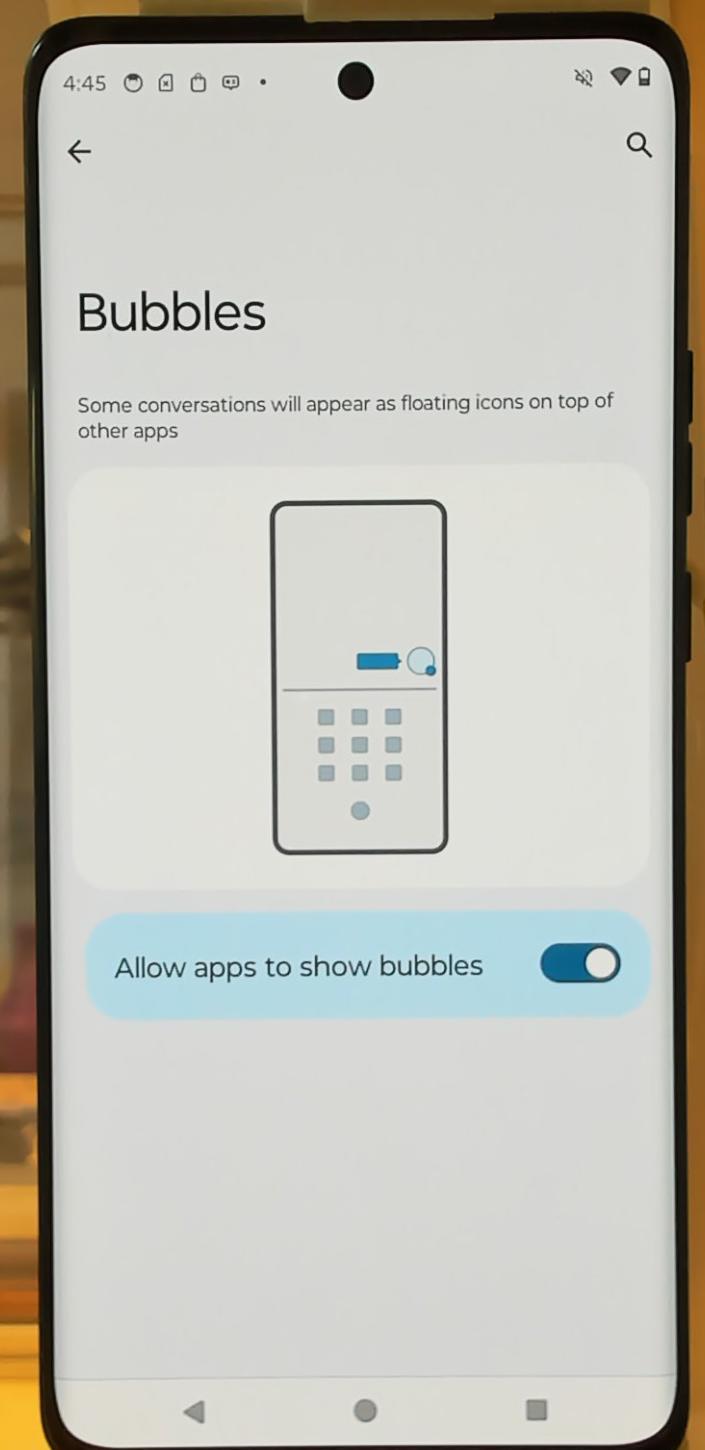 4:45
Bubbles
Some conversations will appear as floating icons on top of
other apps
Allow apps to show bubbles